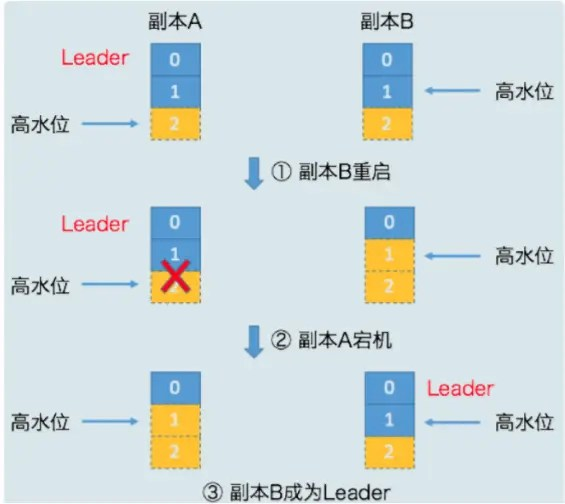 副本A 副本B
Leader 0 0
1 1 高水位
高水位 2 2
① 副本B重启
Leader 0 0
1 1 高水位
高水位 2 2
② 副本A宕机
0 0 Leader
高水位 1 1 高水位
2 2
③ 副本B成为Leader